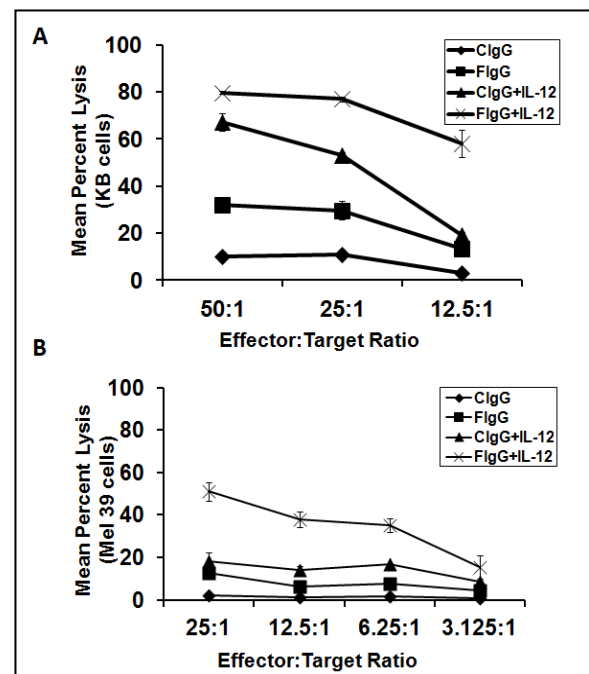 A
100
80
60
40
20
0
Mean Percent Lysis
(KB cells)
CIgG
FIgG
CIgG+IL-12
FIgG+IL-12
50:1
25:1
12.5:1
Effector:Target Ratio
B
100
80
60
40
20
0
Mean Percent Lysis
(Mel 39 cells)
CIgG
FIgG
CIgG+IL-12
FIgG+IL-12
25:1
12.5:1
6.25:1
3.125:1
Effector:Target Ratio